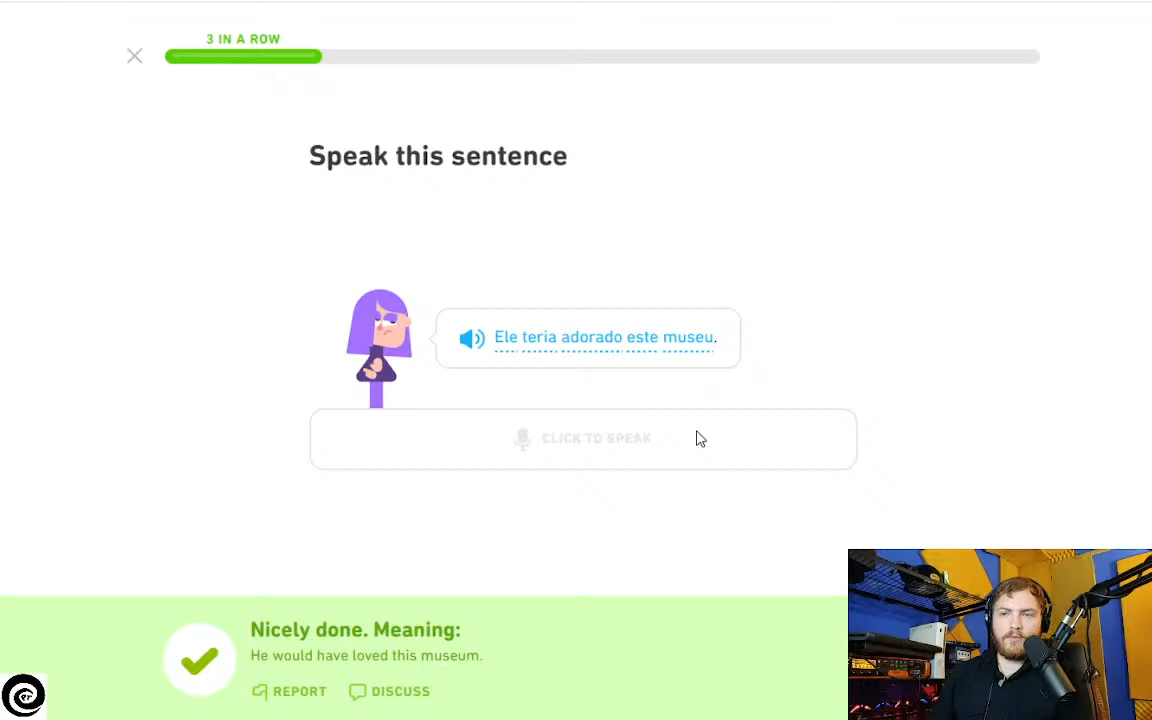 3 IN A ROW
Speak this sentence
Ele teria adorado este museu.
CLICK TO SPEAK
Nicely done. Meaning:
He would have loved this museum.
REPORT DISCUSS